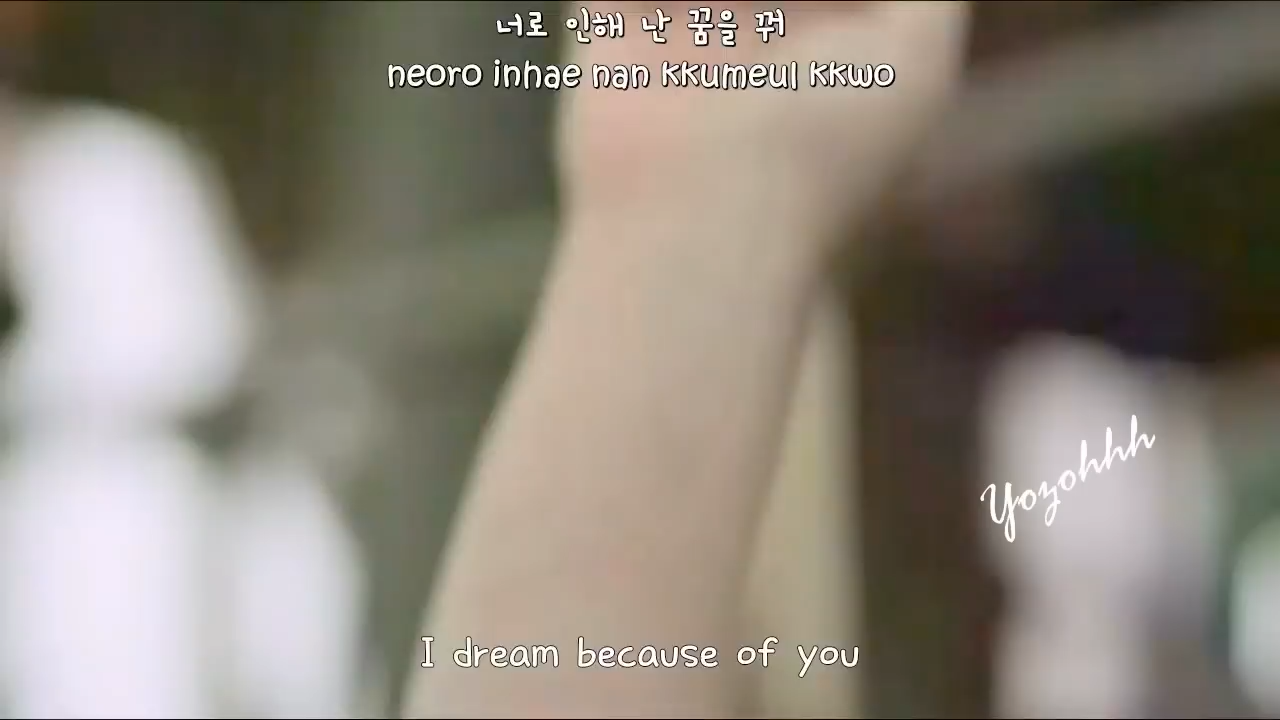 너로 인해 난 꿈을 꿔
neoro inhae nan kkumeul kkwo
Yozohhh
I dream because of you